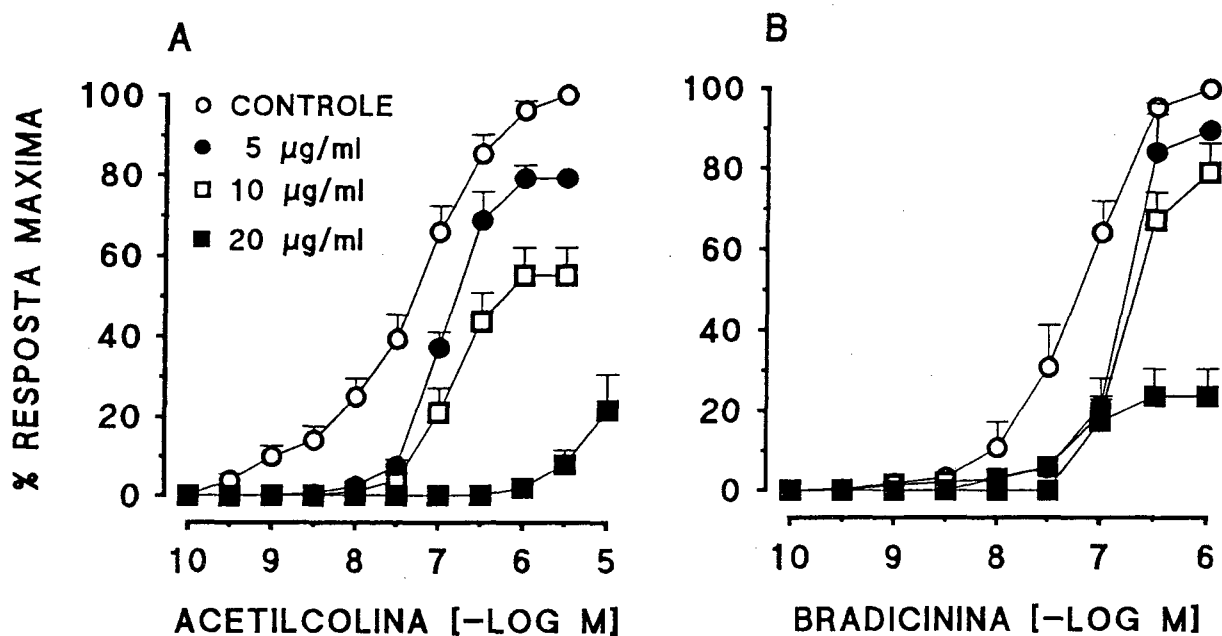 A
% RESPOSTA MAXIMA
100
80
60
40
20
0
CONTROLE
5 µg/ml
10 µg/ml
20 µg/ml
10 9 8 7 6 5
ACETILCOLINA [-LOG M]
B
100
80
60
40
20
0
10 9 8 7 6
BRADICININA [-LOG M]